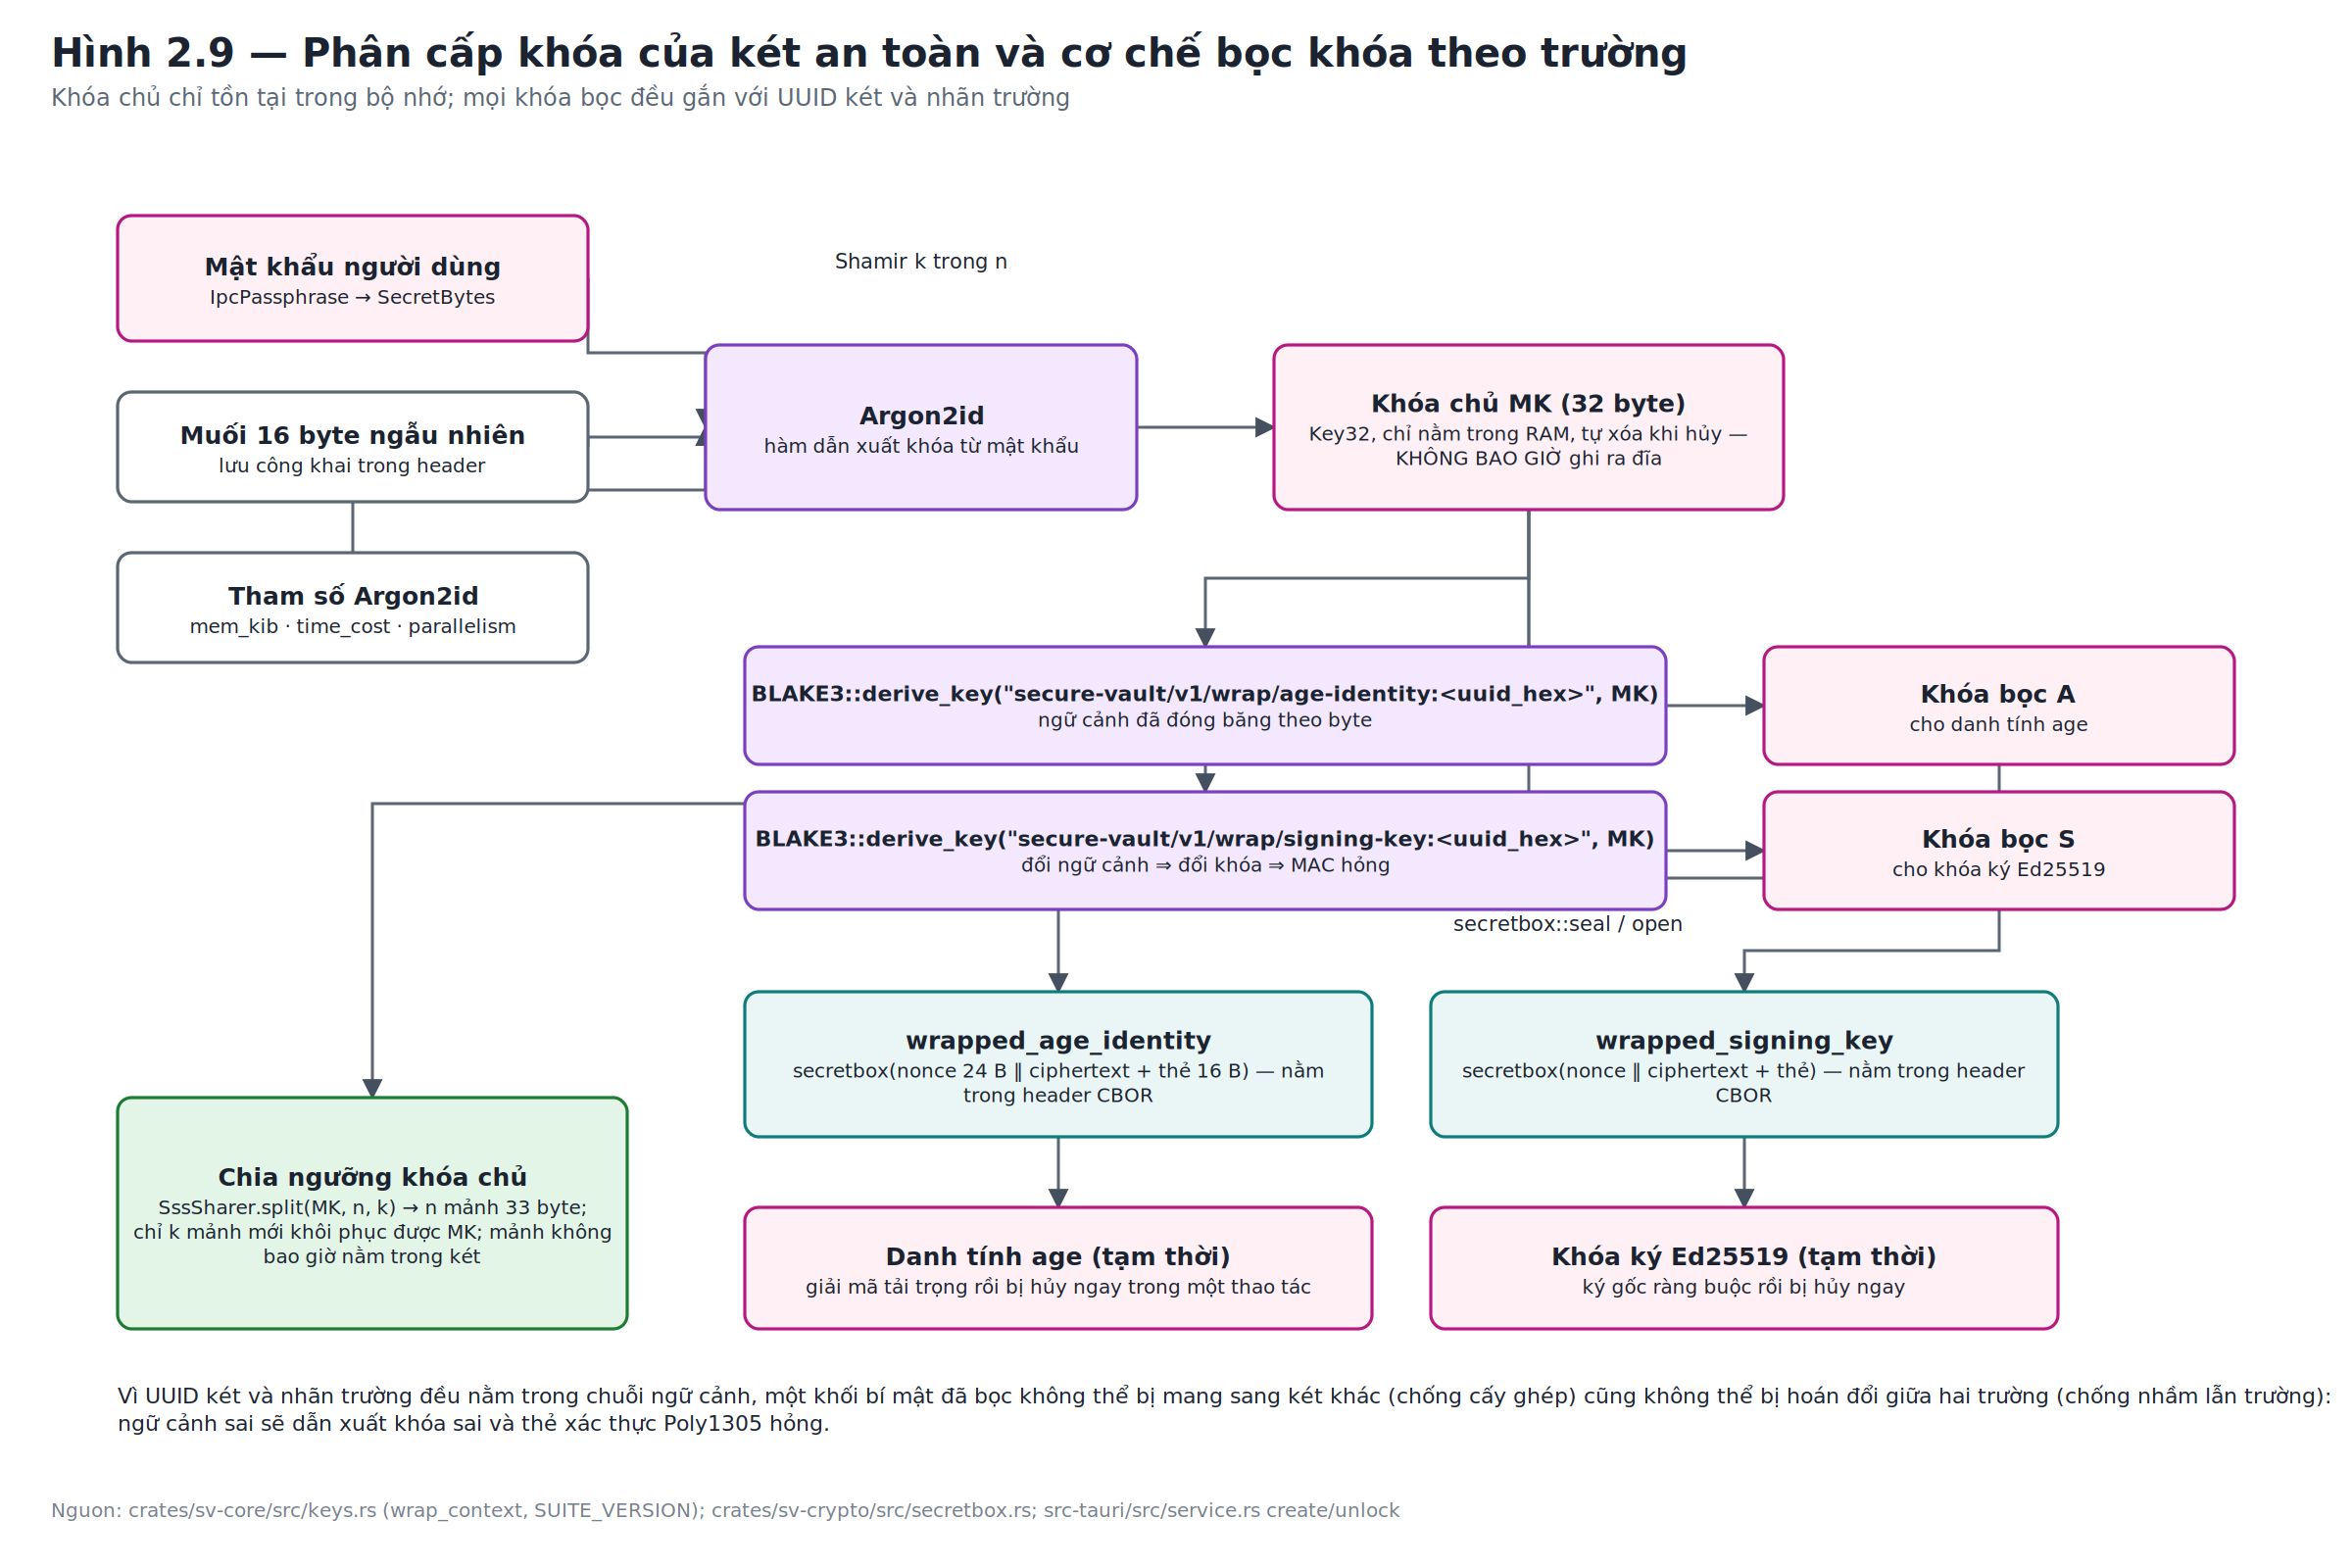 Hình 2.9 — Phân cấp khóa của két an toàn và cơ chế bọc khóa theo trường
Khóa chủ chỉ tồn tại trong bộ nhớ; mọi khóa bọc đều gắn với UUID két và nhãn trường
Mật khẩu người dùng
IpcPassphrase → SecretBytes
Shamir k trong n
Muối 16 byte ngẫu nhiên
lưu công khai trong header
Argon2id
hàm dẫn xuất khóa từ mật khẩu
Khóa chủ MK (32 byte)
Key32, chỉ nằm trong RAM, tự xóa khi hủy —
KHÔNG BAO GIỜ ghi ra đĩa
Tham số Argon2id
mem_kib · time_cost · parallelism
BLAKE3::derive_key("secure-vault/v1/wrap/age-identity:<uuid_hex>", MK)
ngữ cảnh đã đóng băng theo byte
Khóa bọc A
cho danh tính age
BLAKE3::derive_key("secure-vault/v1/wrap/signing-key:<uuid_hex>", MK)
đổi ngữ cảnh ⇒ đổi khóa ⇒ MAC hỏng
Khóa bọc S
cho khóa ký Ed25519
secretbox::seal / open
wrapped_age_identity
secretbox(nonce 24 B ‖ ciphertext + thẻ 16 B) — nằm
trong header CBOR
wrapped_signing_key
secretbox(nonce ‖ ciphertext + thẻ) — nằm trong header
CBOR
Chia ngưỡng khóa chủ
SssSharer.split(MK, n, k) → n mảnh 33 byte;
chỉ k mảnh mới khôi phục được MK; mảnh không
bao giờ nằm trong két
Danh tính age (tạm thời)
giải mã tải trọng rồi bị hủy ngay trong một thao tác
Khóa ký Ed25519 (tạm thời)
ký gốc ràng buộc rồi bị hủy ngay
Vì UUID két và nhãn trường đều nằm trong chuỗi ngữ cảnh, một khối bí mật đã bọc không thể bị mang sang két khác (chống cấy ghép) cũng không thể bị hoán đổi giữa hai trường (chống nhầm lẫn trường):
ngữ cảnh sai sẽ dẫn xuất khóa sai và thẻ xác thực Poly1305 hỏng.
Nguon: crates/sv-core/src/keys.rs (wrap_context, SUITE_VERSION); crates/sv-crypto/src/secretbox.rs; src-tauri/src/service.rs create/unlock